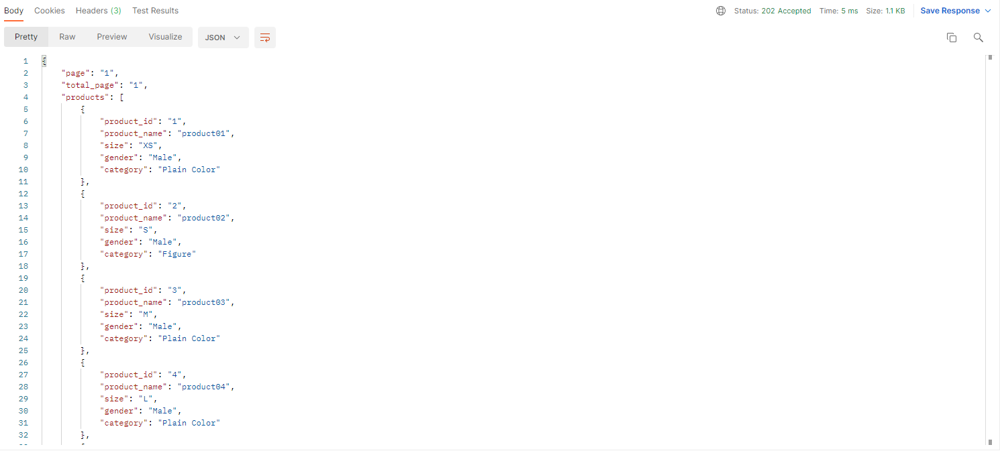 Body Cookies Headers (3) Test Results Status: 202 Accepted Time: 5 ms Size: 1.1 KB Save Response
Pretty Raw Preview Visualize JSON
1 {
2 "page": "1",
3 "total_page": "1",
4 "products": [
5 {
6 "product_id": "1",
7 "product_name": "product01",
8 "size": "XS",
9 "gender": "Male",
10 "category": "Plain Color"
11 },
12 {
13 "product_id": "2",
14 "product_name": "product02",
15 "size": "S",
16 "gender": "Male",
17 "category": "Figure"
18 },
19 {
20 "product_id": "3",
21 "product_name": "product03",
22 "size": "M",
23 "gender": "Male",
24 "category": "Plain Color"
25 },
26 {
27 "product_id": "4",
28 "product_name": "product04",
29 "size": "L",
30 "gender": "Male",
31 "category": "Plain Color"
32 },